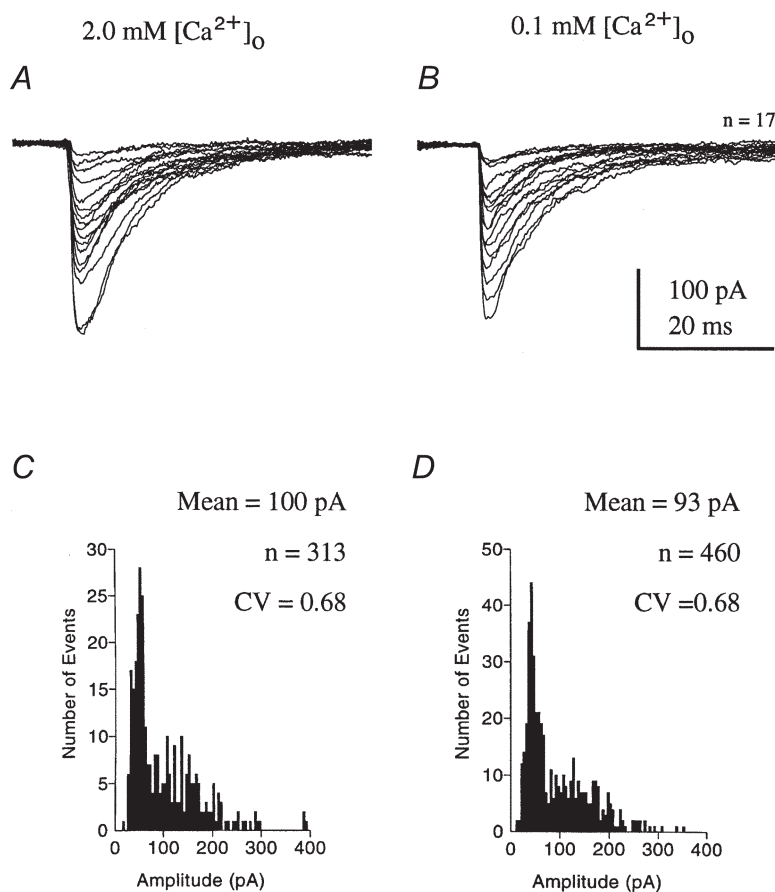 2.0 mM [Ca²⁺]ₒ
0.1 mM [Ca²⁺]ₒ
A
B
n = 17
100 pA
20 ms
C
D
Mean = 100 pA
n = 313
CV = 0.68
30
25
20
15
10
5
0
Number of Events
0 100 200 300 400
Amplitude (pA)
Mean = 93 pA
n = 460
CV =0.68
50
40
30
20
10
0
Number of Events
0 100 200 300 400
Amplitude (pA)